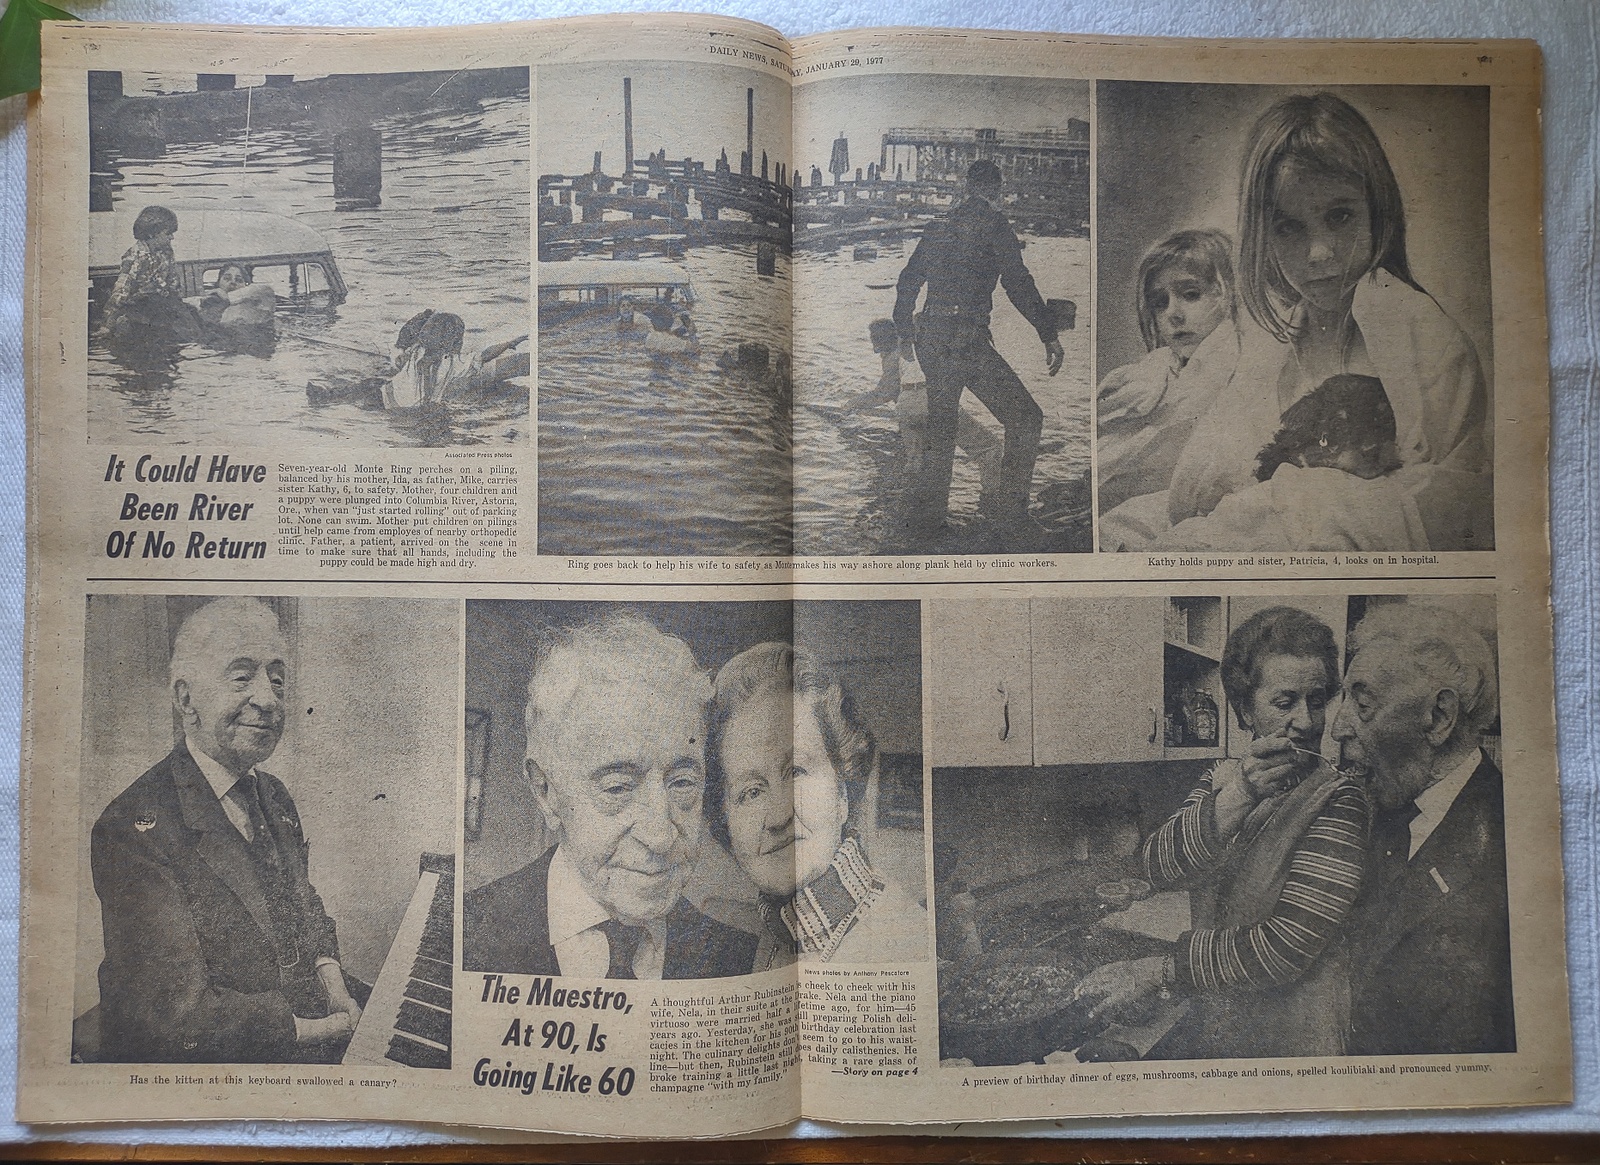 DAILY NEWS, SATURDAY, JANUARY 29, 1977
Associated Press photos
It Could Have
Been River
Of No Return
Seven-year-old Monte Ring perches on a piling,
balanced by his mother, Ida, as father, Mike, carries
sister Kathy, 6, to safety. Mother, four children and
a puppy were plunged into Columbia River, Astoria,
Ore., when van "just started rolling" out of parking
lot. None can swim. Mother put children on pilings
until help came from employes of nearby orthopedic
clinic. Father, a patient, arrived on the scene in
time to make sure that all hands, including the
puppy could be made high and dry.
Ring goes back to help his wife to safety as Monte makes his way ashore along plank held by clinic workers.
Kathy holds puppy and sister, Patricia, 4, looks on in hospital.
Has the kitten at this keyboard swallowed a canary?
News photos by Anthony Pescatore
The Maestro,
At 90, Is
Going Like 60
A thoughtful Arthur Rubinstein is cheek to cheek with his
wife, Nela, in their suite at the Drake. Nela and the piano
virtuoso were married half a lifetime ago, for him—45
years ago. Yesterday, she was still preparing Polish deli-
cacies in the kitchen for his 90th birthday celebration last
night. The culinary delights don't seem to go to his waist-
line—but then, Rubinstein still does daily calisthenics. He
broke training a little last night, taking a rare glass of
champagne "with my family."
—Story on page 4
A preview of birthday dinner of eggs, mushrooms, cabbage and onions, spelled koulibiaki and pronounced yummy.